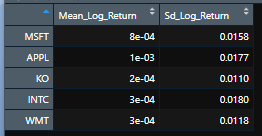 Mean_Log_Return Sd_Log_Return
MSFT 8e-04 0.0158
APPL 1e-03 0.0177
KO 2e-04 0.0110
INTC 3e-04 0.0180
WMT 3e-04 0.0118